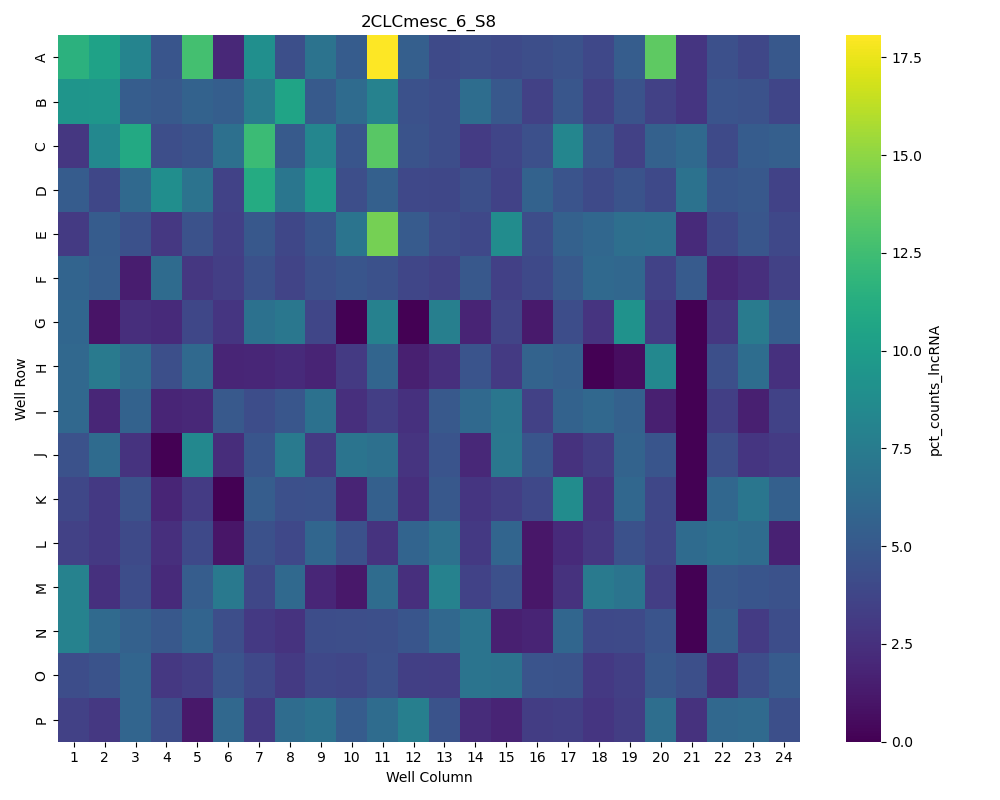 2CLCmesc_6_S8
Well Row
A
B
C
D
E
F
G
H
I
J
K
L
M
N
O
P
1 2 3 4 5 6 7 8 9 10 11 12 13 14 15 16 17 18 19 20 21 22 23 24
Well Column
17.5
15.0
12.5
10.0
7.5
5.0
2.5
0.0
pct_counts_lncRNA